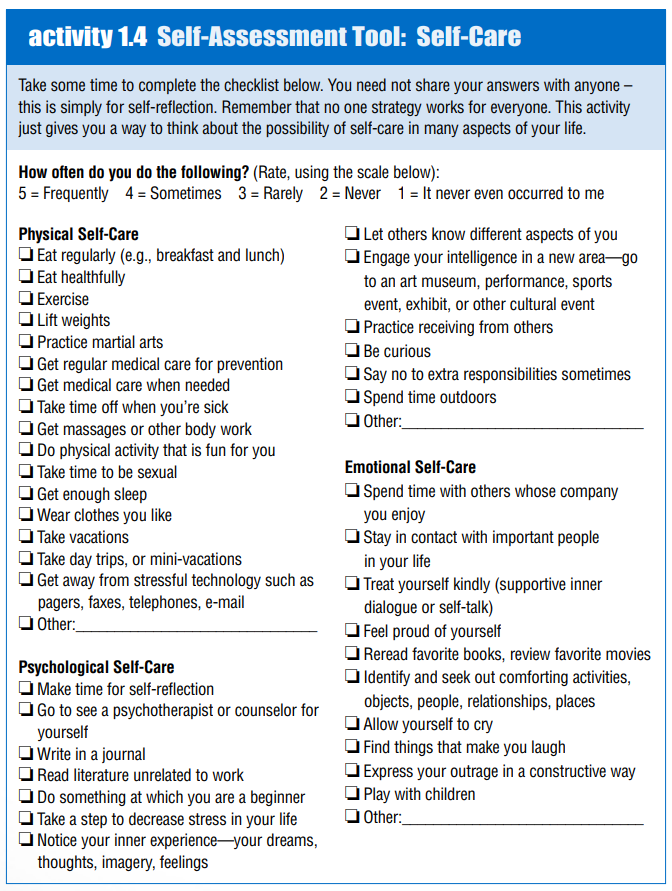 activity 1.4 Self-Assessment Tool: Self-Care
Take some time to complete the checklist below. You need not share your answers with anyone –
this is simply for self-reflection. Remember that no one strategy works for everyone. This activity
just gives you a way to think about the possibility of self-care in many aspects of your life.
How often do you do the following? (Rate, using the scale below):
5 = Frequently 4 = Sometimes 3 = Rarely 2 = Never 1 = It never even occurred to me
Physical Self-Care
❏ Eat regularly (e.g., breakfast and lunch)
❏ Eat healthfully
❏ Exercise
❏ Lift weights
❏ Practice martial arts
❏ Get regular medical care for prevention
❏ Get medical care when needed
❏ Take time off when you’re sick
❏ Get massages or other body work
❏ Do physical activity that is fun for you
❏ Take time to be sexual
❏ Get enough sleep
❏ Wear clothes you like
❏ Take vacations
❏ Take day trips, or mini-vacations
❏ Get away from stressful technology such as
pagers, faxes, telephones, e-mail
❏ Other:______________________________
Psychological Self-Care
❏ Make time for self-reflection
❏ Go to see a psychotherapist or counselor for
yourself
❏ Write in a journal
❏ Read literature unrelated to work
❏ Do something at which you are a beginner
❏ Take a step to decrease stress in your life
❏ Notice your inner experience—your dreams,
thoughts, imagery, feelings
❏ Let others know different aspects of you
❏ Engage your intelligence in a new area—go
to an art museum, performance, sports
event, exhibit, or other cultural event
❏ Practice receiving from others
❏ Be curious
❏ Say no to extra responsibilities sometimes
❏ Spend time outdoors
❏ Other:______________________________
Emotional Self-Care
❏ Spend time with others whose company
you enjoy
❏ Stay in contact with important people
in your life
❏ Treat yourself kindly (supportive inner
dialogue or self-talk)
❏ Feel proud of yourself
❏ Reread favorite books, review favorite movies
❏ Identify and seek out comforting activities,
objects, people, relationships, places
❏ Allow yourself to cry
❏ Find things that make you laugh
❏ Express your outrage in a constructive way
❏ Play with children
❏ Other:______________________________